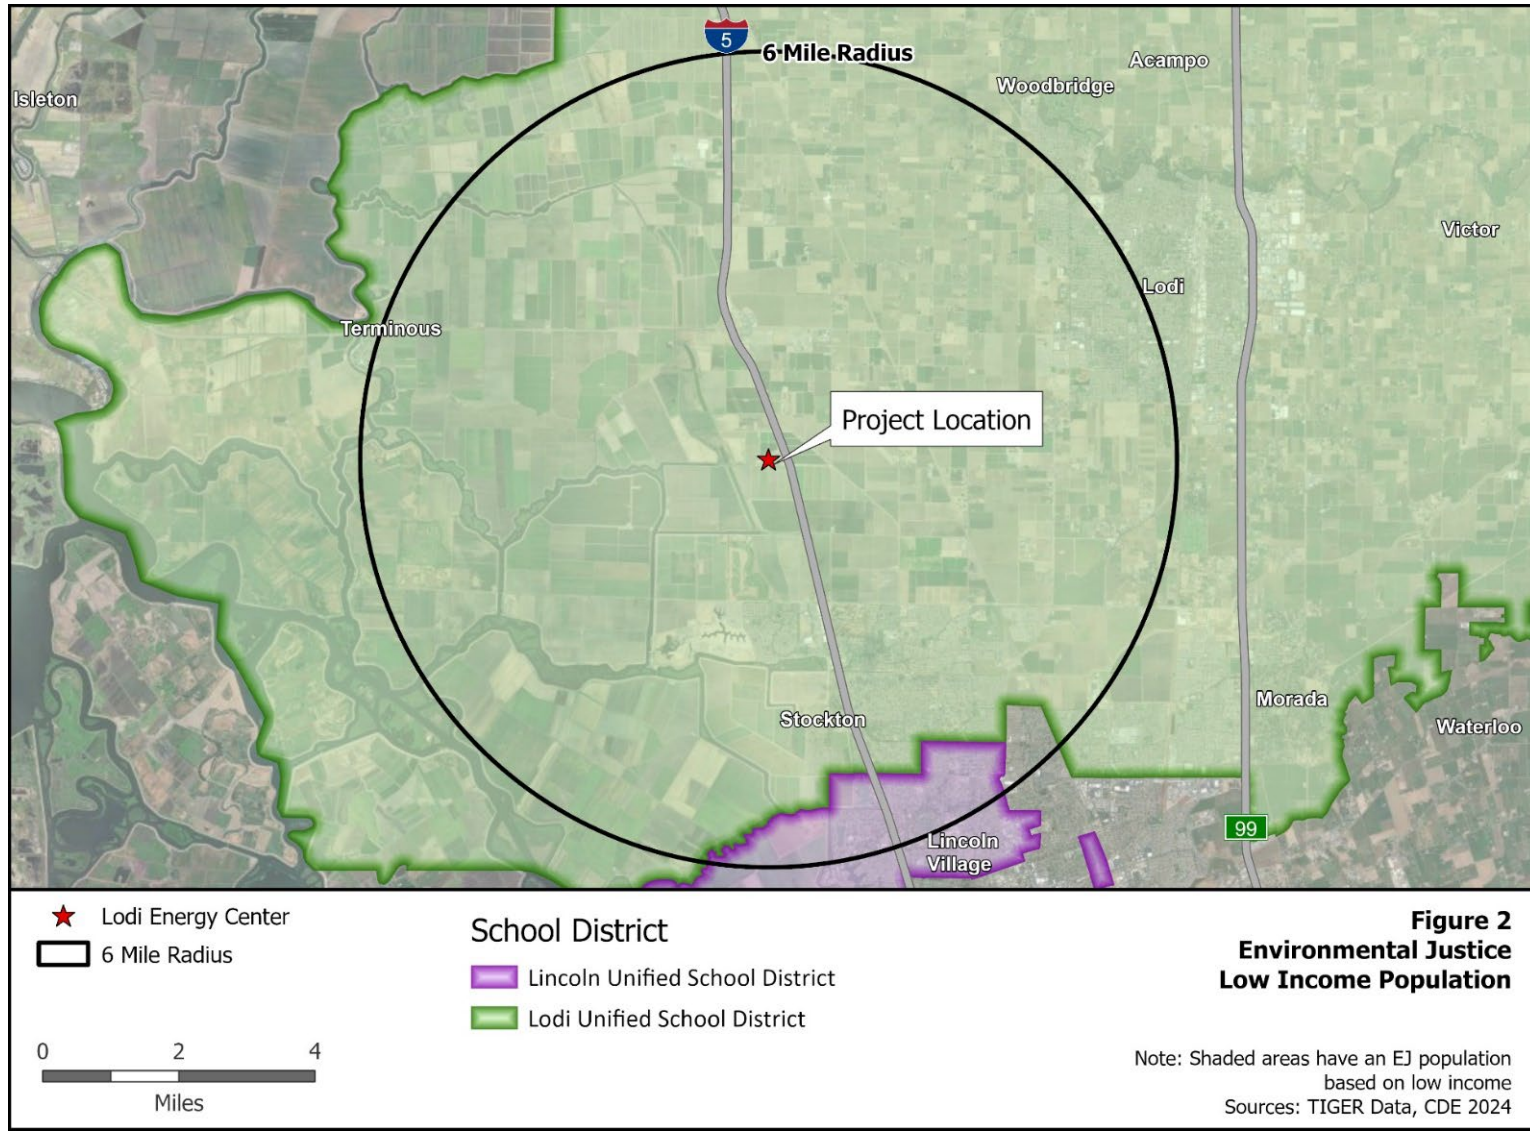 5
6 Mile Radius
Acampo
Woodbridge
Isleton
Victor
Lodi
Terminous
Project Location
Morada
Stockton
Waterloo
99
Lincoln
Village
Lodi Energy Center
6 Mile Radius
0 2 4
Miles
School District
Lincoln Unified School District
Lodi Unified School District
Figure 2
Environmental Justice
Low Income Population
Note: Shaded areas have an EJ population
based on low income
Sources: TIGER Data, CDE 2024